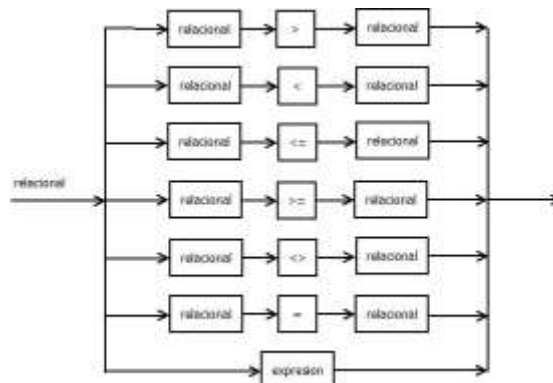 relacional > relacional
relacional < relacional
relacional <= relacional
relacional
relacional >= relacional
relacional <> relacional
relacional = relacional
expresion